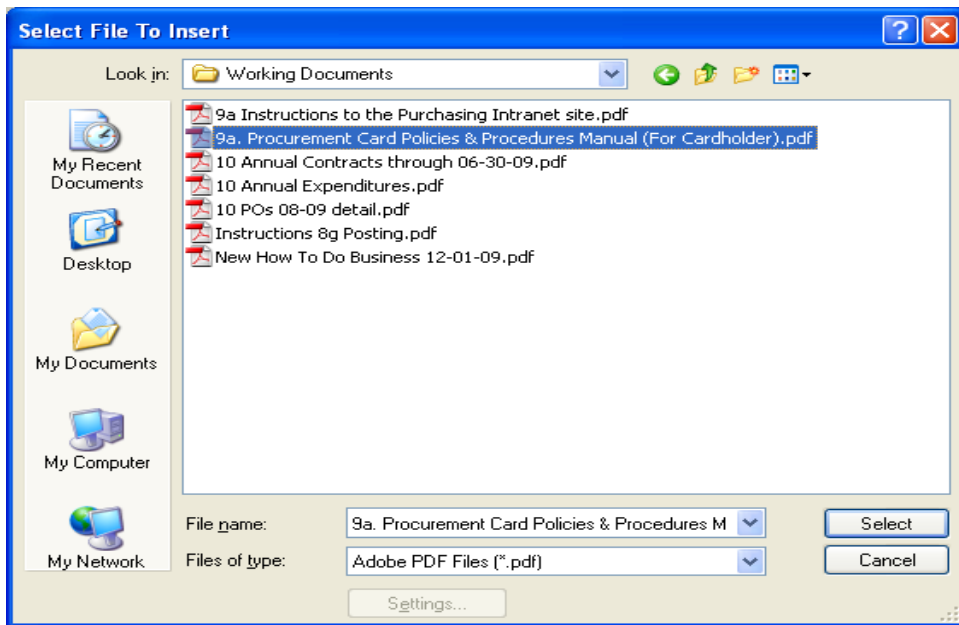 Select File To Insert
Look in:
Working Documents
9a Instructions to the Purchasing Intranet site.pdf
9a. Procurement Card Policies & Procedures Manual (For Cardholder).pdf
10 Annual Contracts through 06-30-09.pdf
10 Annual Expenditures.pdf
10 POs 08-09 detail.pdf
Instructions 8g Posting.pdf
New How To Do Business 12-01-09.pdf
My Recent
Documents
Desktop
My Documents
My Computer
My Network
File name:
9a. Procurement Card Policies & Procedures M
Select
Files of type:
Adobe PDF Files (*.pdf)
Cancel
Settings...